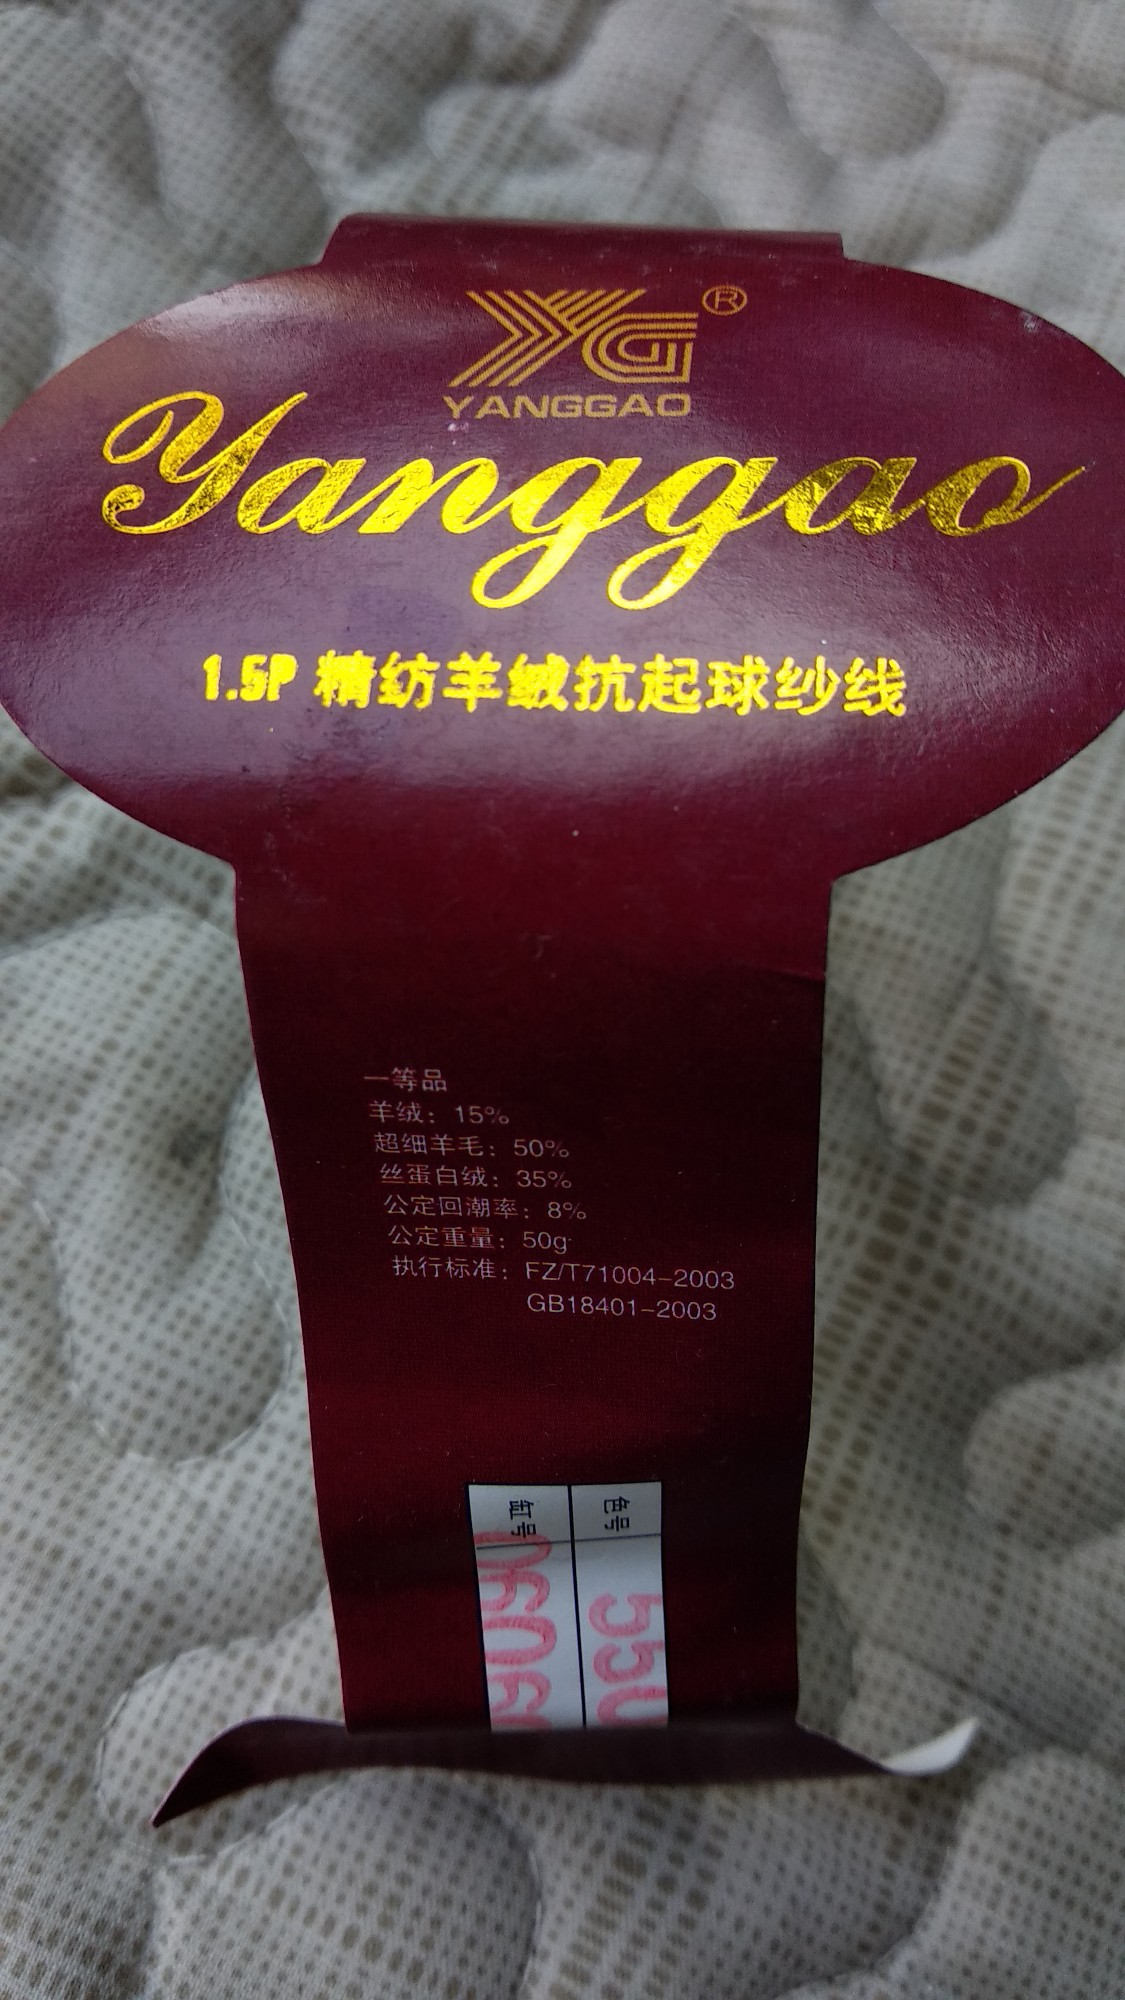 YG®
YANGGAO
Yanggao
1.5P 精纺羊绒抗起球纱线
一等品
羊绒：15%
超细羊毛：50%
丝蛋白绒：35%
公定回潮率：8%
公定重量：50g
执行标准：FZ/T71004-2003
GB18401-2003
色号 550
缸号 0609